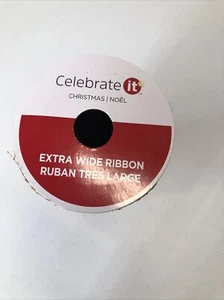 Celebrate it
CHRISTMAS | NOËL
EXTRA WIDE RIBBON
RUBAN TRÈS LARGE